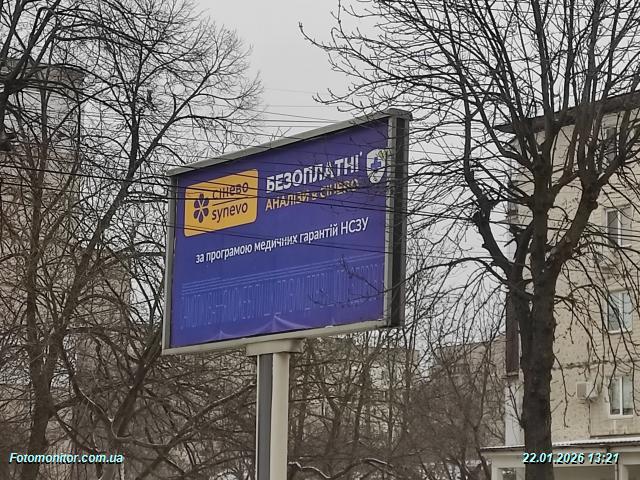 сінево
synevo
БЕЗОПЛАТНІ
АНАЛІЗИ в СІНЕВО
за програмою медичних гарантій НСЗУ
Fotomonitor.com.ua
22.01.2026 13:21